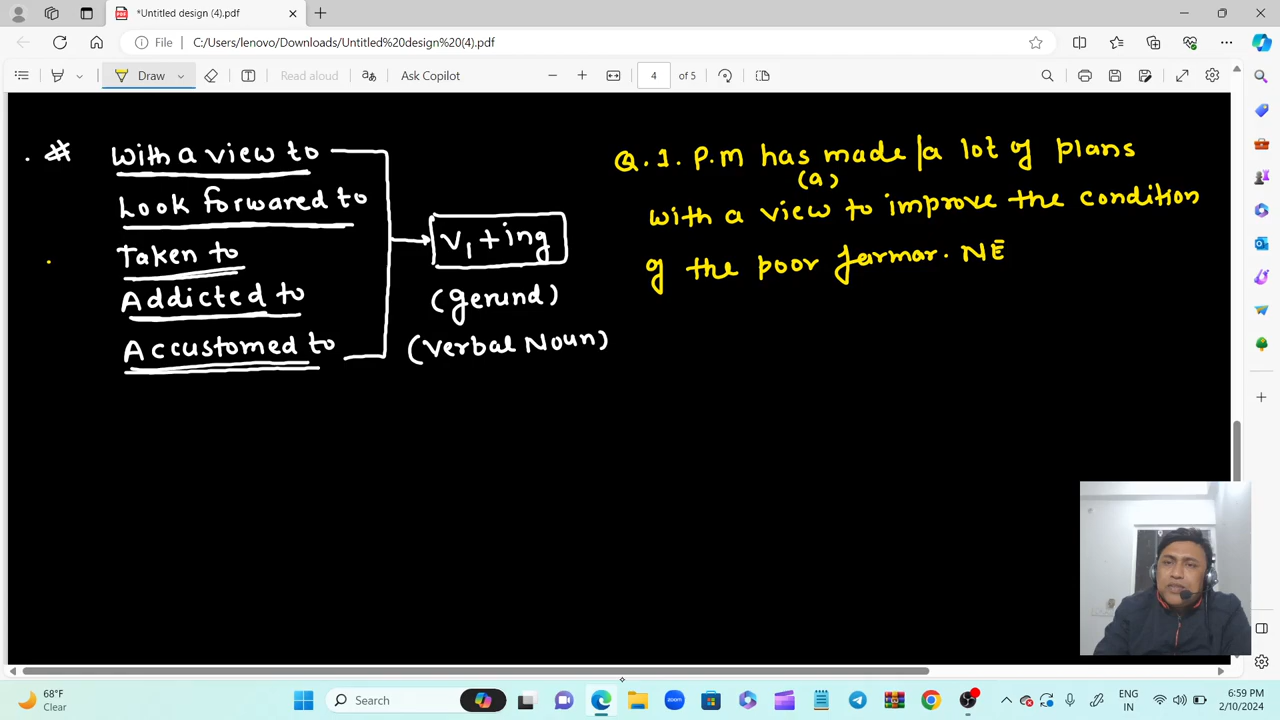 *Untitled design (4).pdf
File C:/Users/lenovo/Downloads/Untitled%20design%20(4).pdf
Draw Read aloud Ask Copilot 4 of 5
# With a view to
Look forwared to
Taken to
Addicted to
Accustomed to
V1 + ing
(gerund)
(Verbal Noun)
Q.1. P.M has made /a lot of plans
(a)
with a view to improve the condition
of the poor farmar. NE
68°F
Clear
Search
zoom
ENG
IN
6:59 PM
2/10/2024